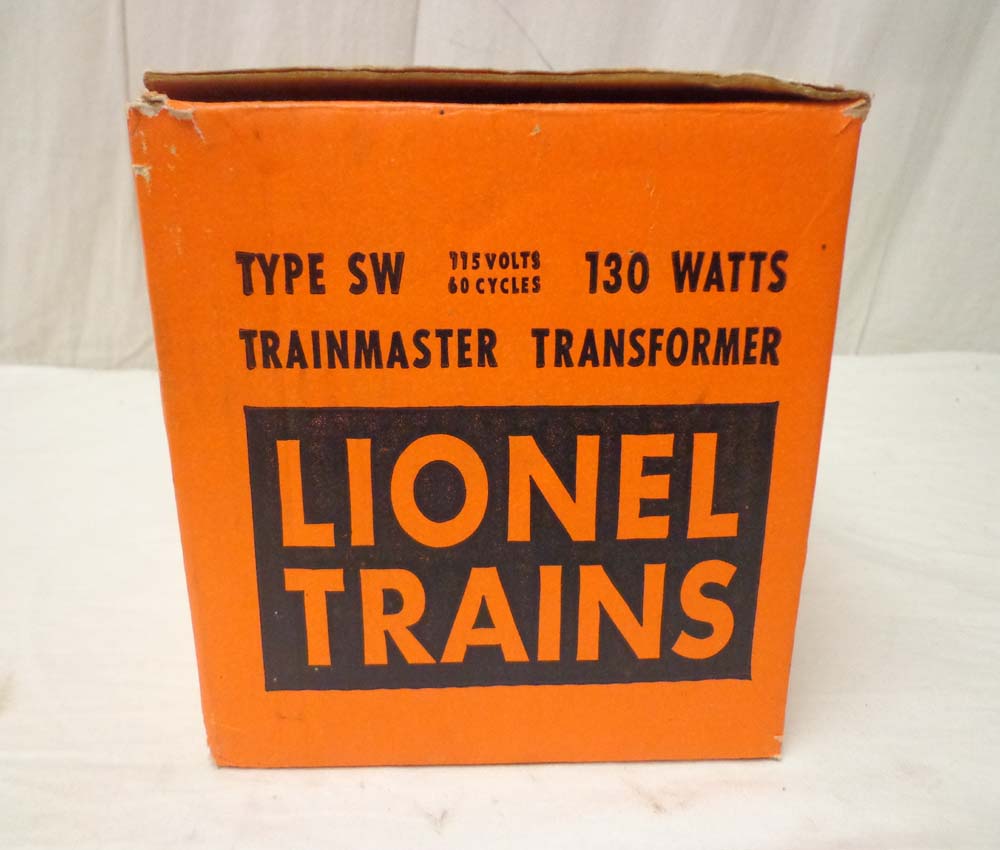 TYPE SW 115 VOLTS 60 CYCLES 130 WATTS
TRAINMASTER TRANSFORMER
LIONEL
TRAINS